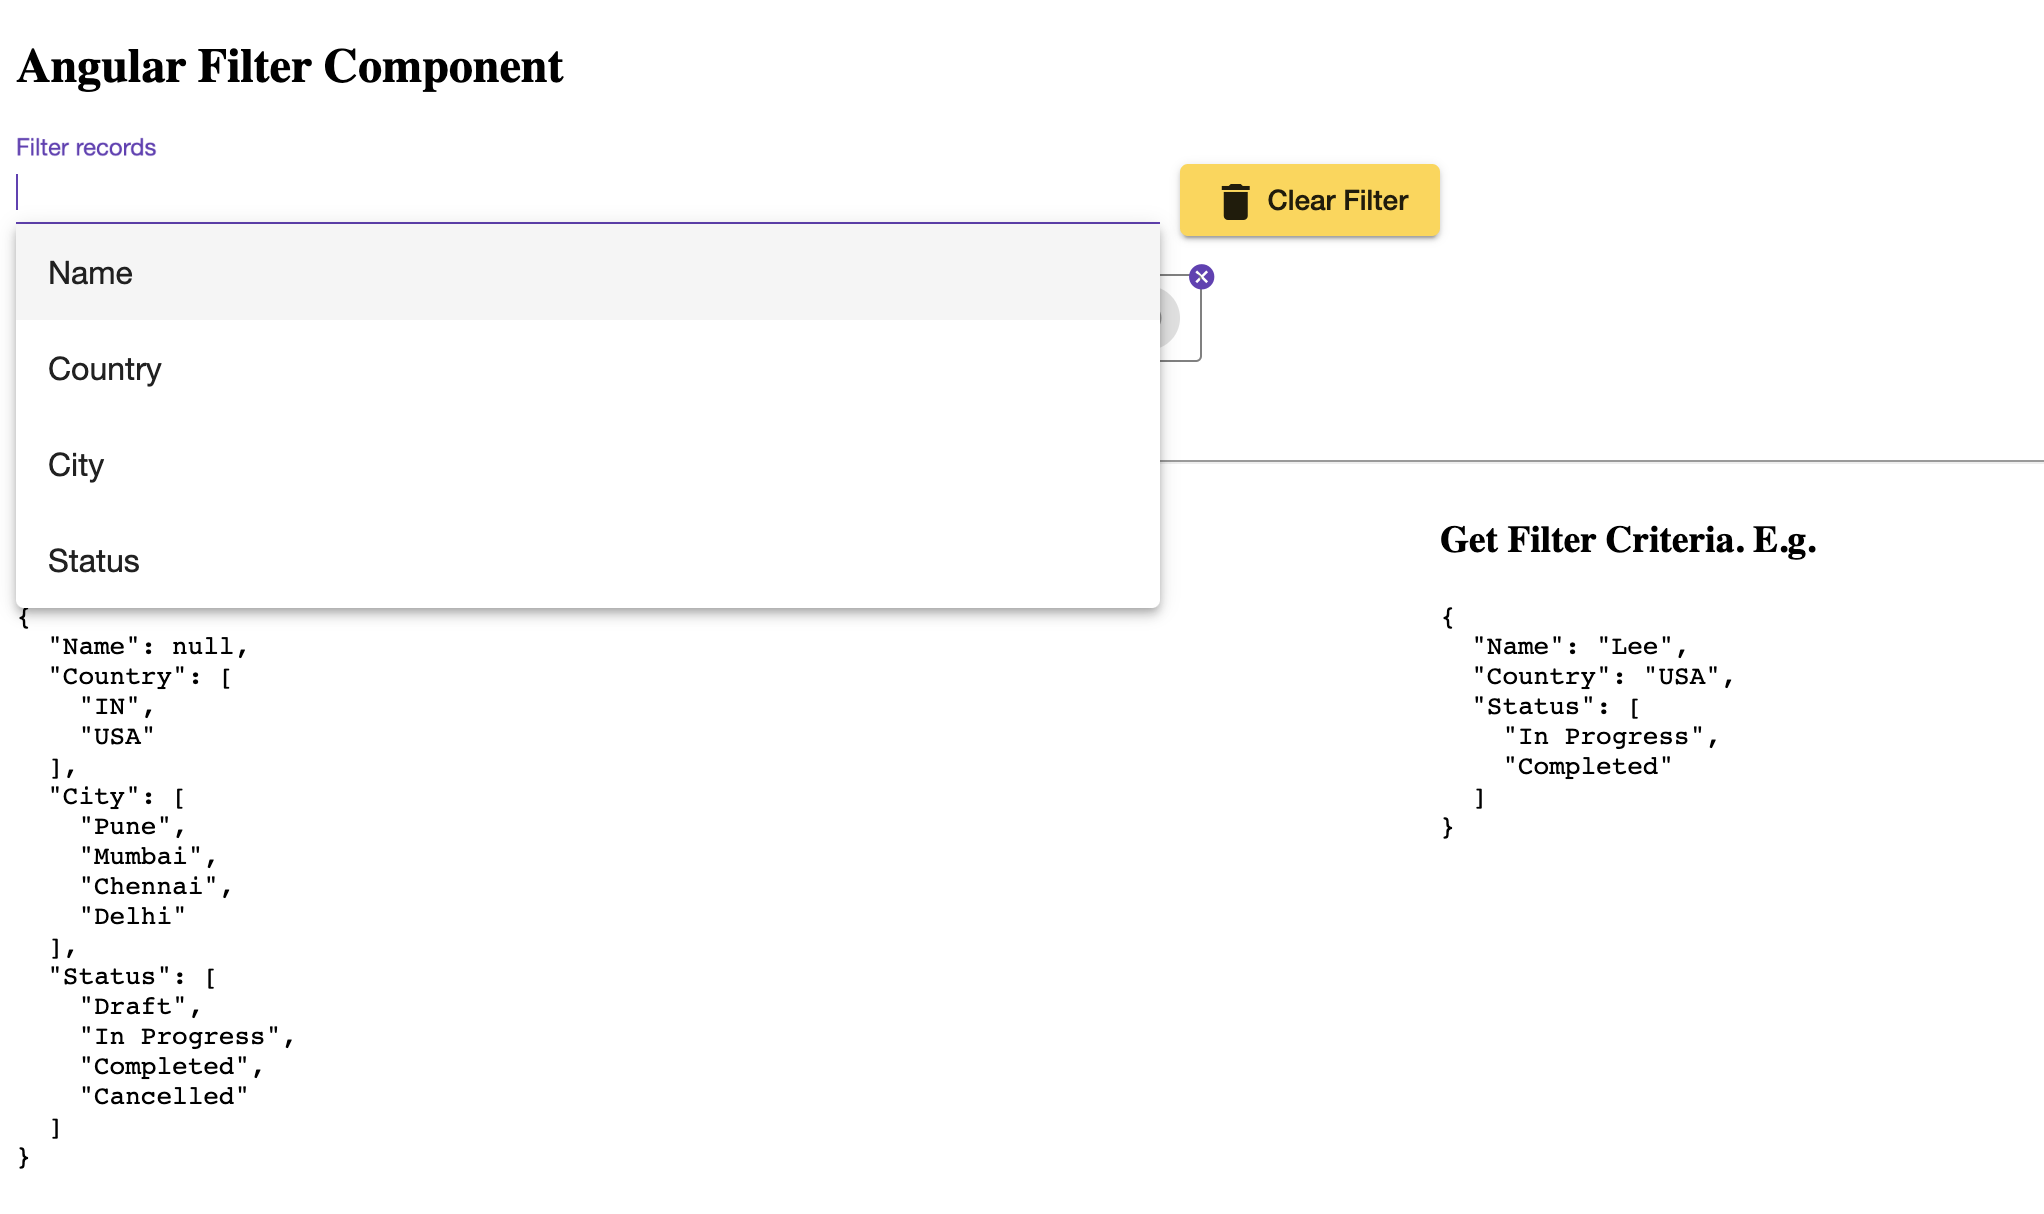 Angular Filter Component
Filter records
Clear Filter
Name
Country
City
Status
{
  "Name": null,
  "Country": [
    "IN",
    "USA"
  ],
  "City": [
    "Pune",
    "Mumbai",
    "Chennai",
    "Delhi"
  ],
  "Status": [
    "Draft",
    "In Progress",
    "Completed",
    "Cancelled"
  ]
}
Get Filter Criteria. E.g.
{
  "Name": "Lee",
  "Country": "USA",
  "Status": [
    "In Progress",
    "Completed"
  ]
}